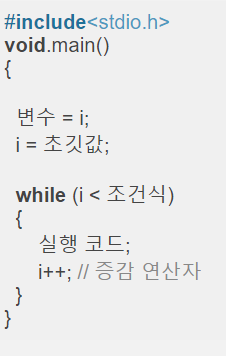 #include<stdio.h>
void.main()
{
변수 = i;
i = 초깃값;
while (i < 조건식)
{
실행 코드;
i++; // 증감 연산자
}
}